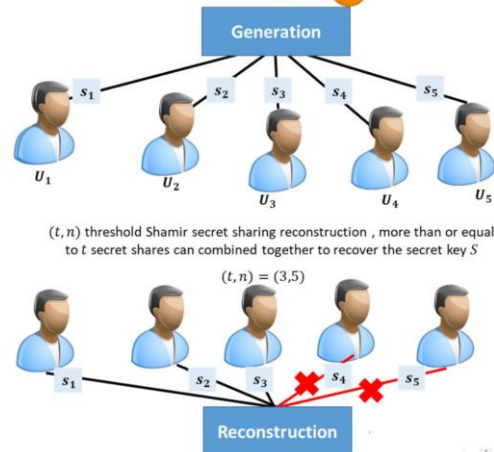 Generation
s₁ s₂ s₃ s₄ s₅
U₁ U₂ U₃ U₄ U₅
(t, n) threshold Shamir secret sharing reconstruction , more than or equal
to t secret shares can combined together to recover the secret key S
(t, n) = (3,5)
s₁ s₂ s₃ s₄ s₅
Reconstruction